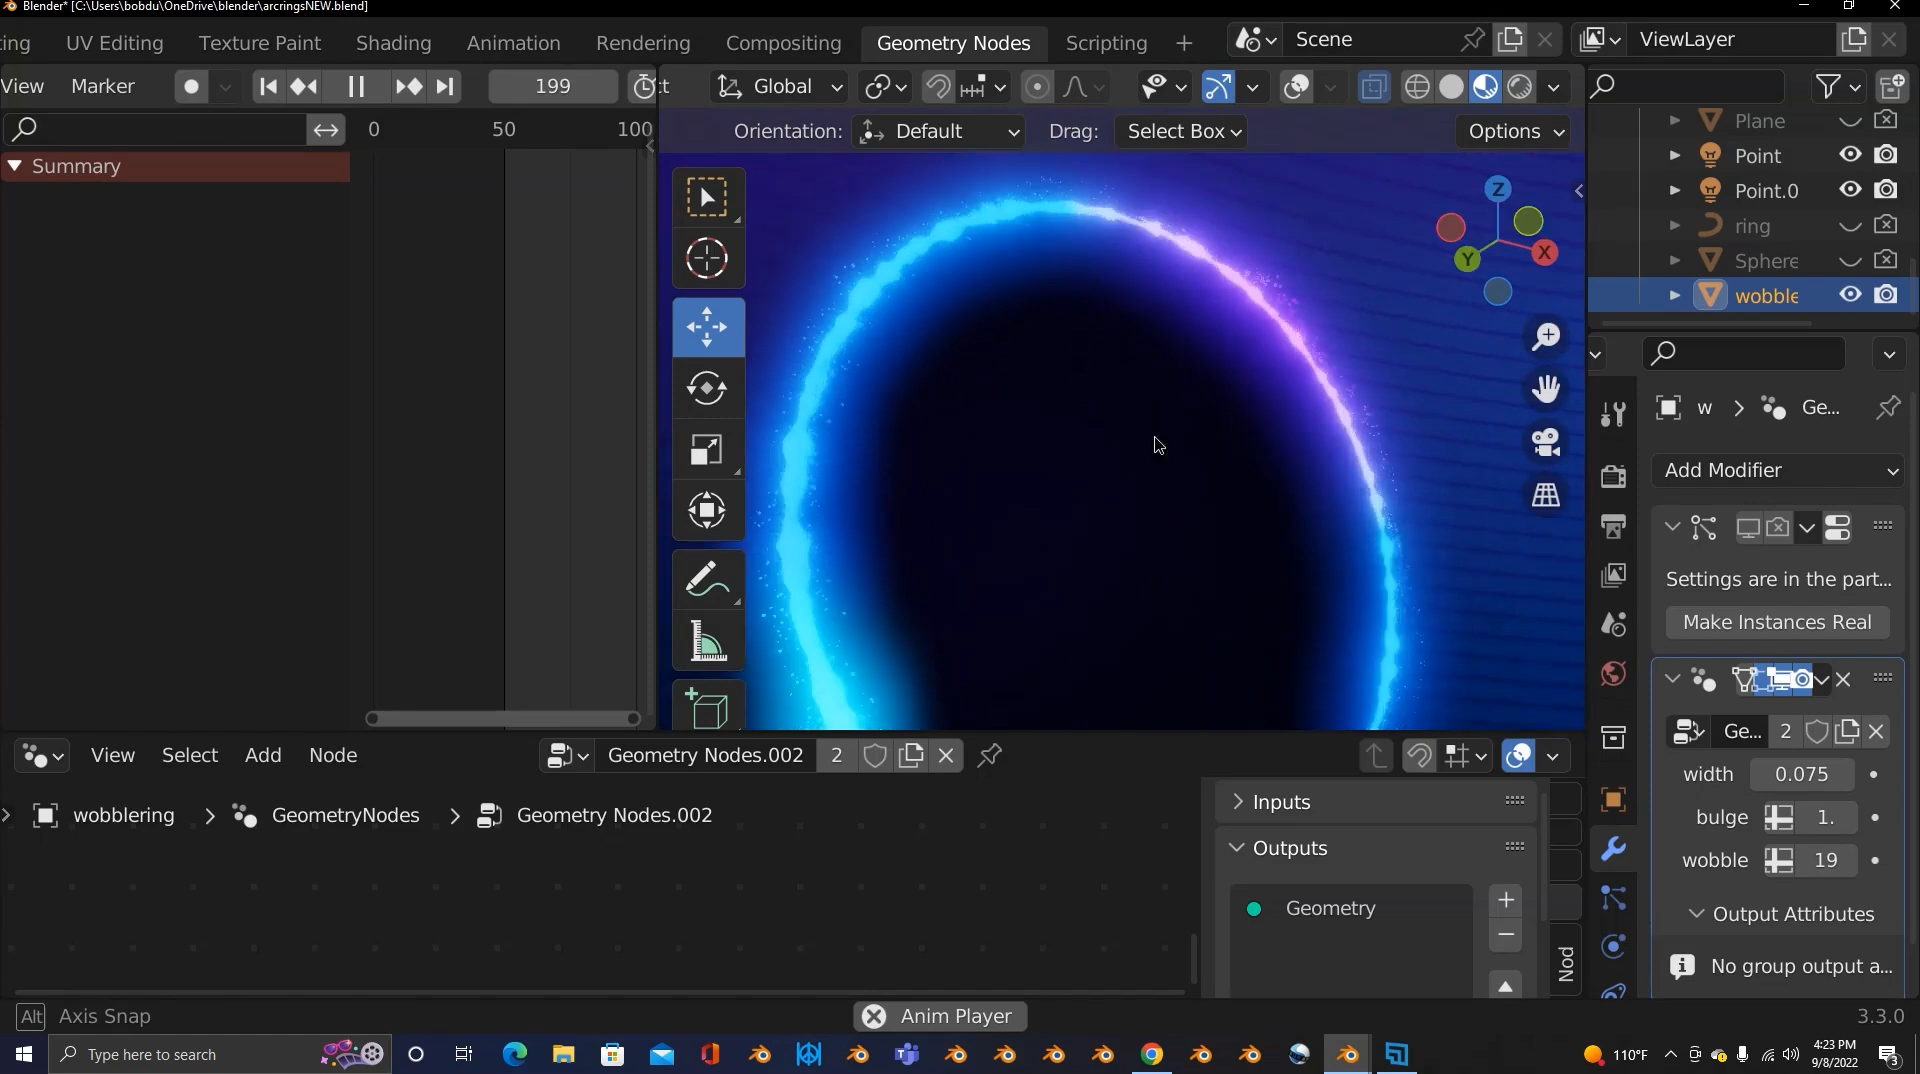 Blender* [C:\Users\bobdu\OneDrive\blender\arcringsNEW.blend]
ting UV Editing Texture Paint Shading Animation Rendering Compositing Geometry Nodes Scripting + Scene ViewLayer
View Marker 199 ct Global
0 50 100 Orientation: Default Drag: Select Box Options
Summary
Z
X
Y
Plane
Point
Point.0
ring
Sphere
wobble
w > Ge...
Add Modifier
Settings are in the part...
Make Instances Real
Ge... 2
width 0.075
bulge 1.
wobble 19
Output Attributes
No group output a...
View Select Add Node Geometry Nodes.002 2
wobblering > GeometryNodes > Geometry Nodes.002
Inputs
Outputs
Geometry
Nod
Alt Axis Snap Anim Player 3.3.0
Type here to search 110°F 4:23 PM
9/8/2022
3